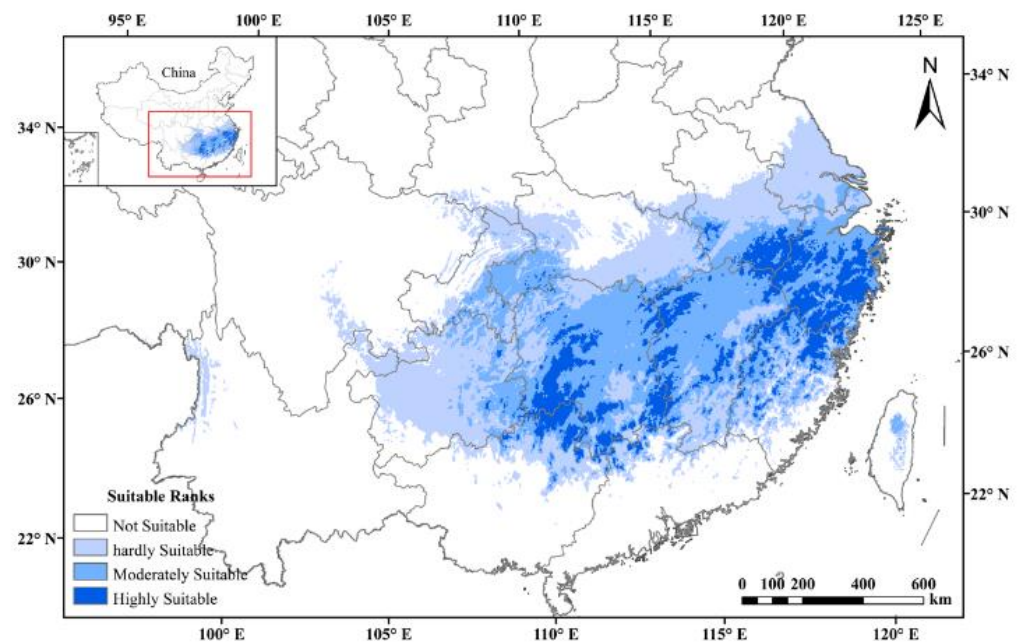 95° E 100° E 105° E 110° E 115° E 120° E 125° E
China
N
34° N
34° N
30° N
30° N
26° N
26° N
22° N
22° N
Suitable Ranks
Not Suitable
hardly Suitable
Moderately Suitable
Highly Suitable
0 100 200 400 600
km
100° E 105° E 110° E 115° E 120° E